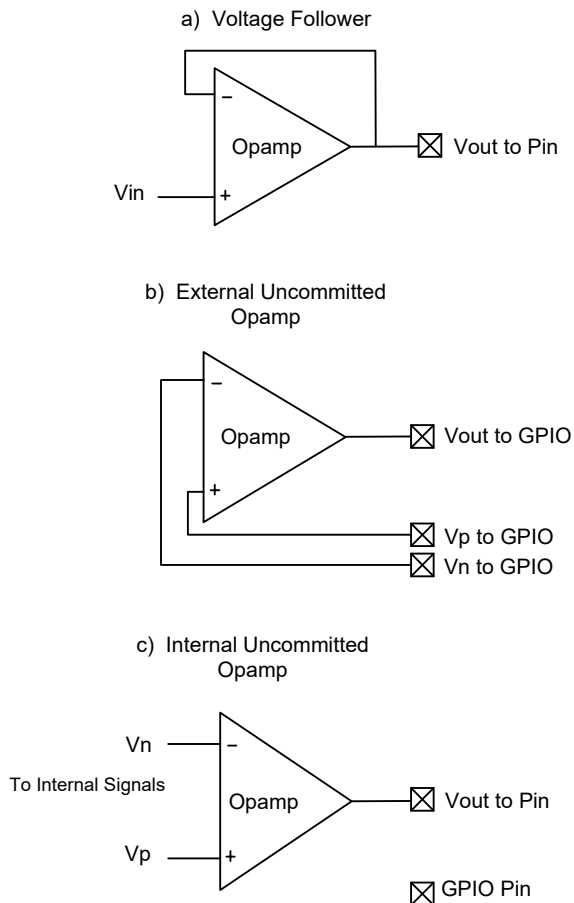 a) Voltage Follower
–
Opamp
Vout to Pin
Vin
+
b) External Uncommitted
Opamp
–
Opamp
Vout to GPIO
+
Vp to GPIO
Vn to GPIO
c) Internal Uncommitted
Opamp
Vn
–
To Internal Signals
Opamp
Vout to Pin
Vp
+
GPIO Pin